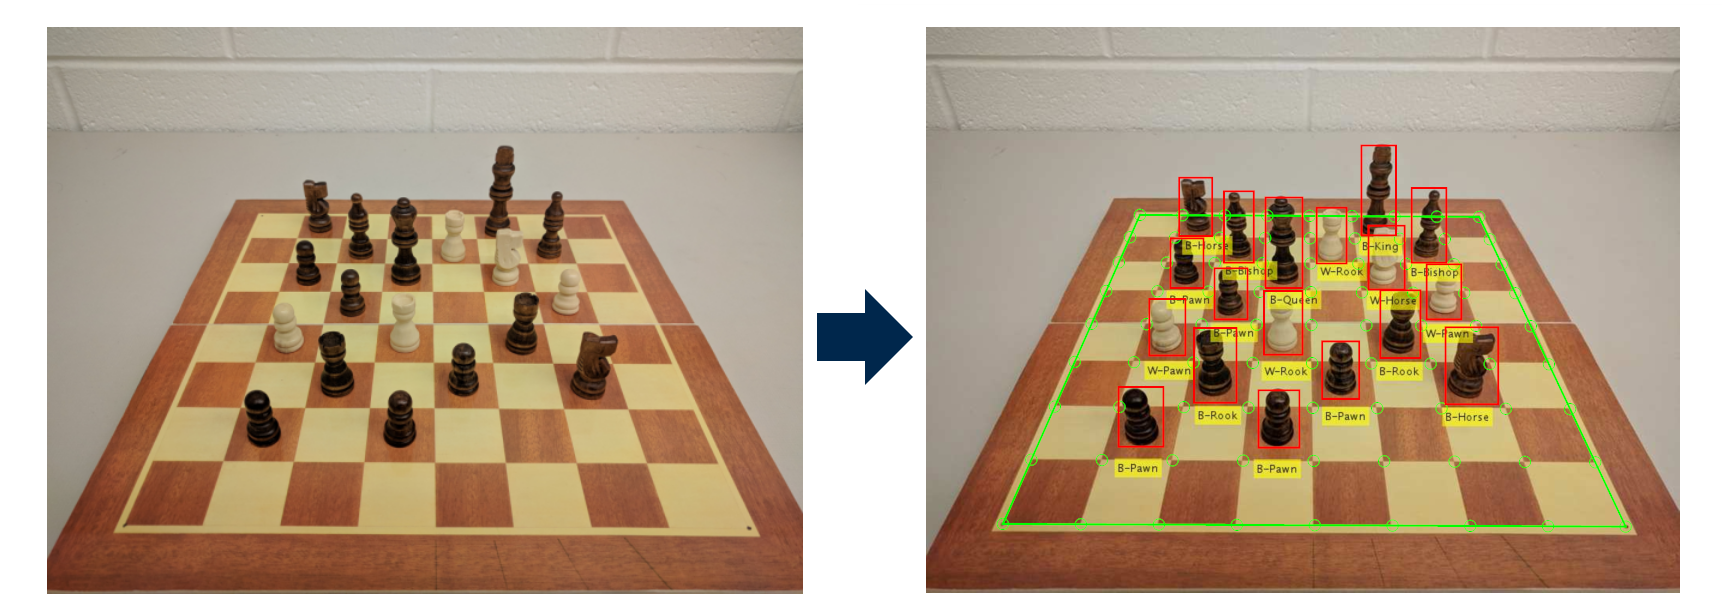 B-Horse
B-King
B-Bishop
W-Rook
B-Bishop
B-Pawn
B-Queen
W-Horse
B-Pawn
W-Pawn
W-Pawn
W-Rook
B-Rook
B-Rook
B-Pawn
B-Horse
B-Pawn
B-Pawn